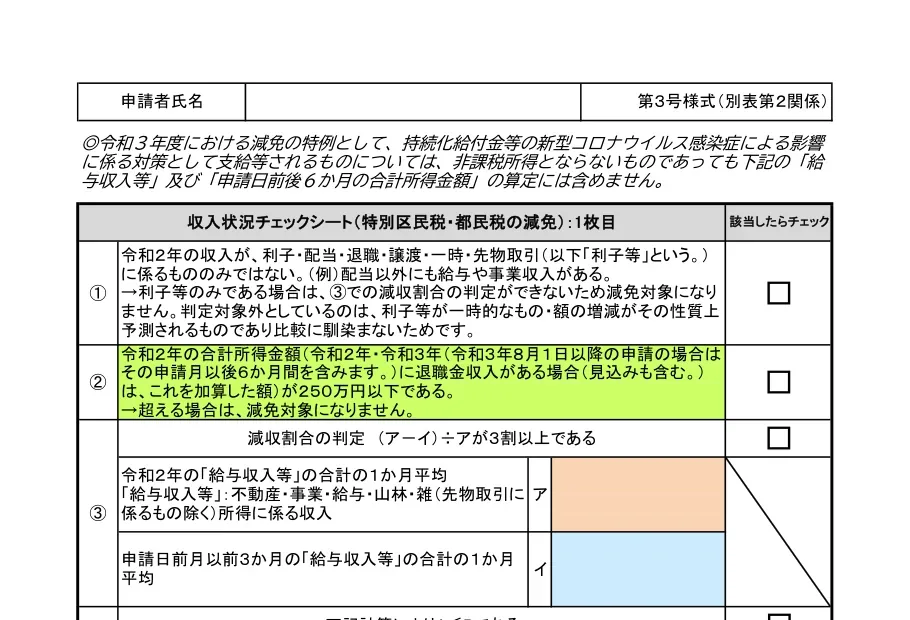 申請者氏名
第3号様式(別表第2関係)
◎令和3年度における減免の特例として、持続化給付金等の新型コロナウイルス感染症による影響
に係る対策として支給等されるものについては、非課税所得とならないものであっても下記の「給
与収入等」及び「申請日前後6か月の合計所得金額」の算定には含めません。
収入状況チェックシート(特別区民税・都民税の減免):1枚目
該当したらチェック
①
令和2年の収入が、利子・配当・退職・譲渡・一時・先物取引(以下「利子等」という。)
に係るもののみではない。(例)配当以外にも給与や事業収入がある。
→利子等のみである場合は、③での減収割合の判定ができないため減免対象になり
ません。判定対象外としているのは、利子等が一時的なもの・額の増減がその性質上
予測されるものであり比較に馴染まないためです。
□
②
令和2年の合計所得金額(令和2年・令和3年(令和3年8月1日以降の申請の場合は
その申請月以後6か月間を含みます。)に退職金収入がある場合(見込みも含む。)
は、これを加算した額)が250万円以下である。
→超える場合は、減免対象になりません。
□
③
減収割合の判定 (ア-イ)÷アが3割以上である
□
令和2年の「給与収入等」の合計の1か月平均
「給与収入等」:不動産・事業・給与・山林・雑(先物取引に
係るもの除く)所得に係る収入
ア
申請日前月以前3か月の「給与収入等」の合計の1か月
平均
イ